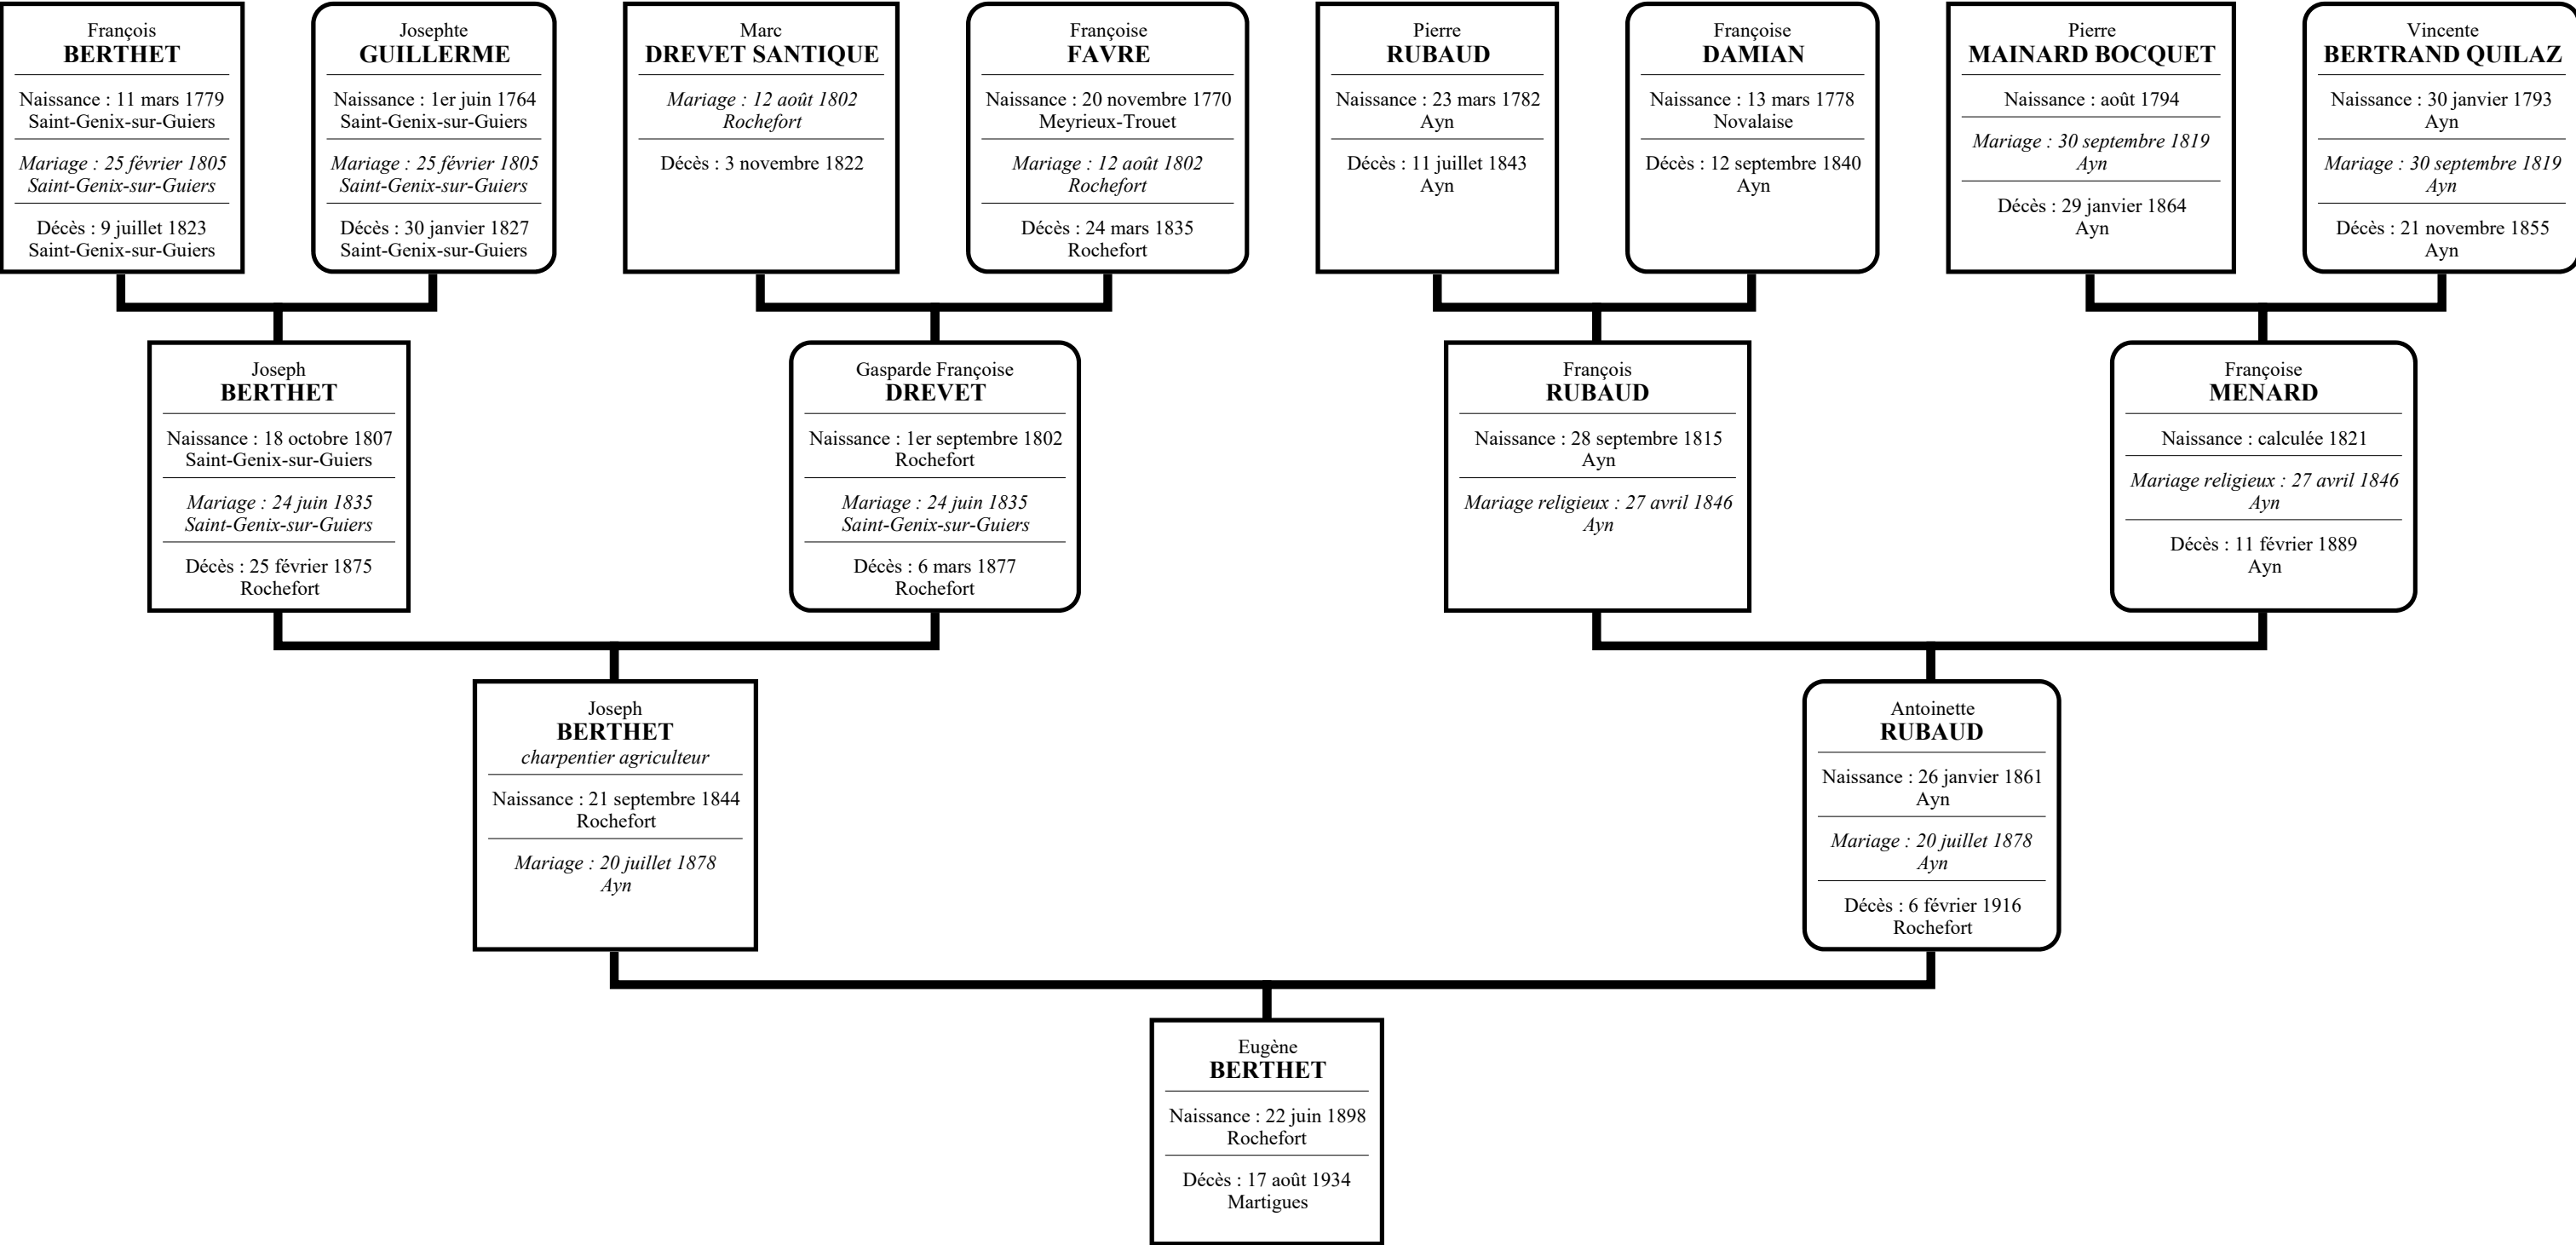 François
BERTHET
Naissance : 11 mars 1779
Saint-Genix-sur-Guiers
Mariage : 25 février 1805
Saint-Genix-sur-Guiers
Décès : 9 juillet 1823
Saint-Genix-sur-Guiers
Josephte
GUILLERME
Naissance : 1er juin 1764
Saint-Genix-sur-Guiers
Mariage : 25 février 1805
Saint-Genix-sur-Guiers
Décès : 30 janvier 1827
Saint-Genix-sur-Guiers
Marc
DREVET SANTIQUE
Mariage : 12 août 1802
Rochefort
Décès : 3 novembre 1822
Françoise
FAVRE
Naissance : 20 novembre 1770
Meyrieux-Trouet
Mariage : 12 août 1802
Rochefort
Décès : 24 mars 1835
Rochefort
Pierre
RUBAUD
Naissance : 23 mars 1782
Ayn
Décès : 11 juillet 1843
Ayn
Françoise
DAMIAN
Naissance : 13 mars 1778
Novalaise
Décès : 12 septembre 1840
Ayn
Pierre
MAINARD BOCQUET
Naissance : août 1794
Mariage : 30 septembre 1819
Ayn
Décès : 29 janvier 1864
Ayn
Vincente
BERTRAND QUILAZ
Naissance : 30 janvier 1793
Ayn
Mariage : 30 septembre 1819
Ayn
Décès : 21 novembre 1855
Ayn
Joseph
BERTHET
Naissance : 18 octobre 1807
Saint-Genix-sur-Guiers
Mariage : 24 juin 1835
Saint-Genix-sur-Guiers
Décès : 25 février 1875
Rochefort
Gasparde Françoise
DREVET
Naissance : 1er septembre 1802
Rochefort
Mariage : 24 juin 1835
Saint-Genix-sur-Guiers
Décès : 6 mars 1877
Rochefort
François
RUBAUD
Naissance : 28 septembre 1815
Ayn
Mariage religieux : 27 avril 1846
Ayn
Françoise
MENARD
Naissance : calculée 1821
Mariage religieux : 27 avril 1846
Ayn
Décès : 11 février 1889
Ayn
Joseph
BERTHET
charpentier agriculteur
Naissance : 21 septembre 1844
Rochefort
Mariage : 20 juillet 1878
Ayn
Antoinette
RUBAUD
Naissance : 26 janvier 1861
Ayn
Mariage : 20 juillet 1878
Ayn
Décès : 6 février 1916
Rochefort
Eugène
BERTHET
Naissance : 22 juin 1898
Rochefort
Décès : 17 août 1934
Martigues